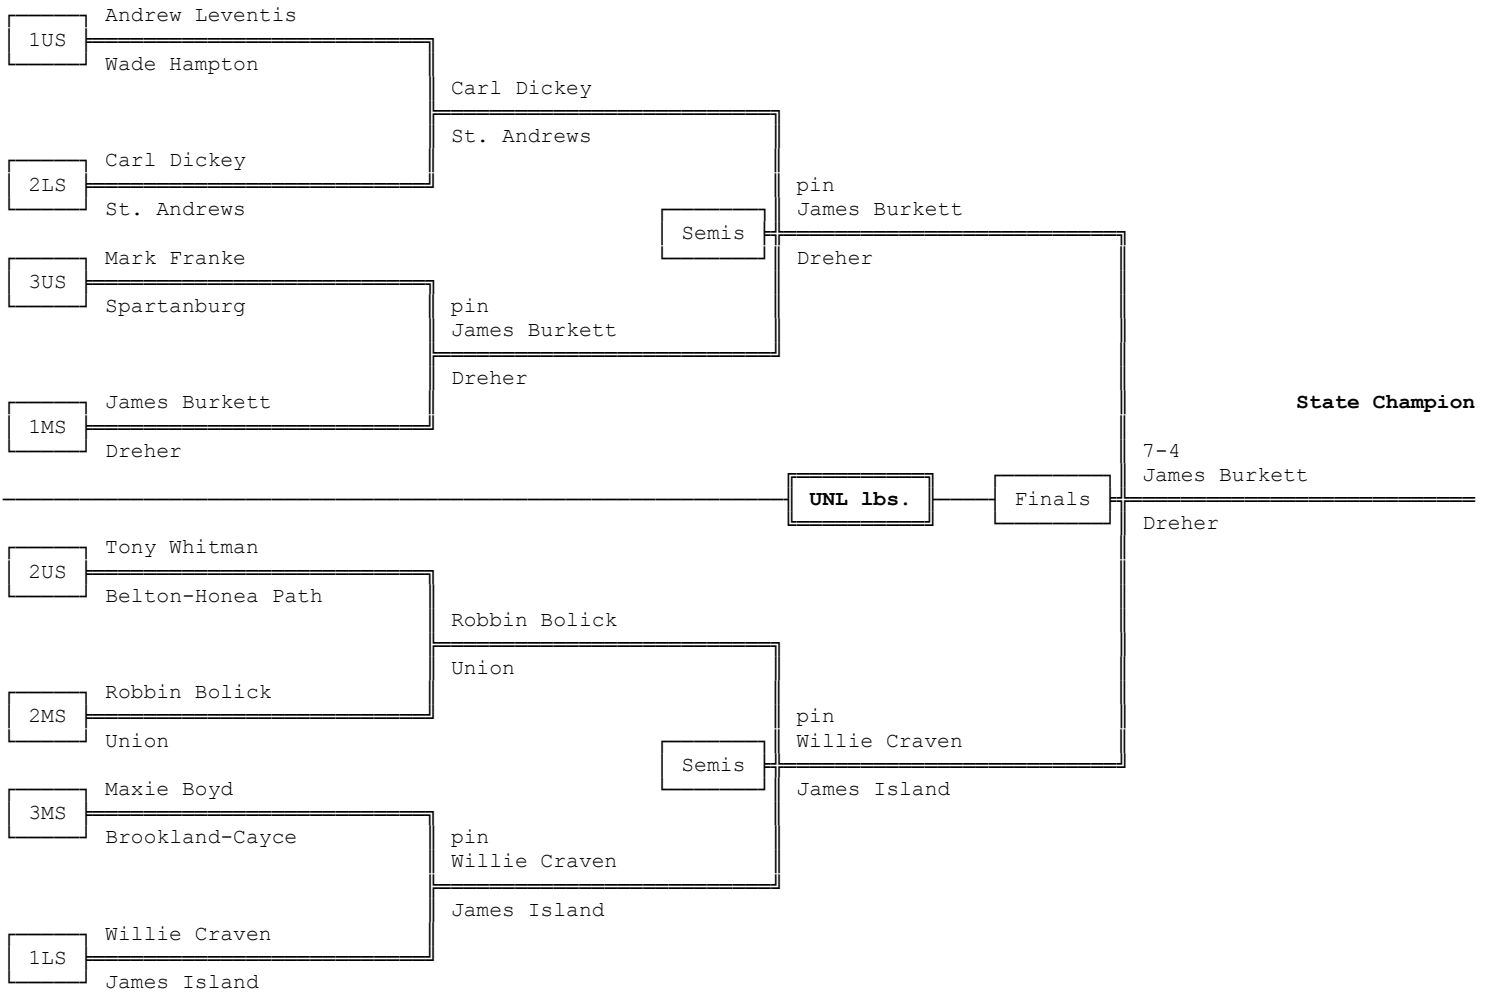 Andrew Leventis
1US
Wade Hampton
Carl Dickey
St. Andrews
Carl Dickey
2LS
St. Andrews
pin
James Burkett
Semis
Dreher
Mark Franke
3US
Spartanburg
pin
James Burkett
Dreher
James Burkett
1MS
Dreher
State Champion
7-4
James Burkett
UNL lbs.
Finals
Dreher
Tony Whitman
2US
Belton-Honea Path
Robbin Bolick
Union
Robbin Bolick
2MS
Union
pin
Willie Craven
Semis
James Island
Maxie Boyd
3MS
Brookland-Cayce
pin
Willie Craven
James Island
Willie Craven
1LS
James Island